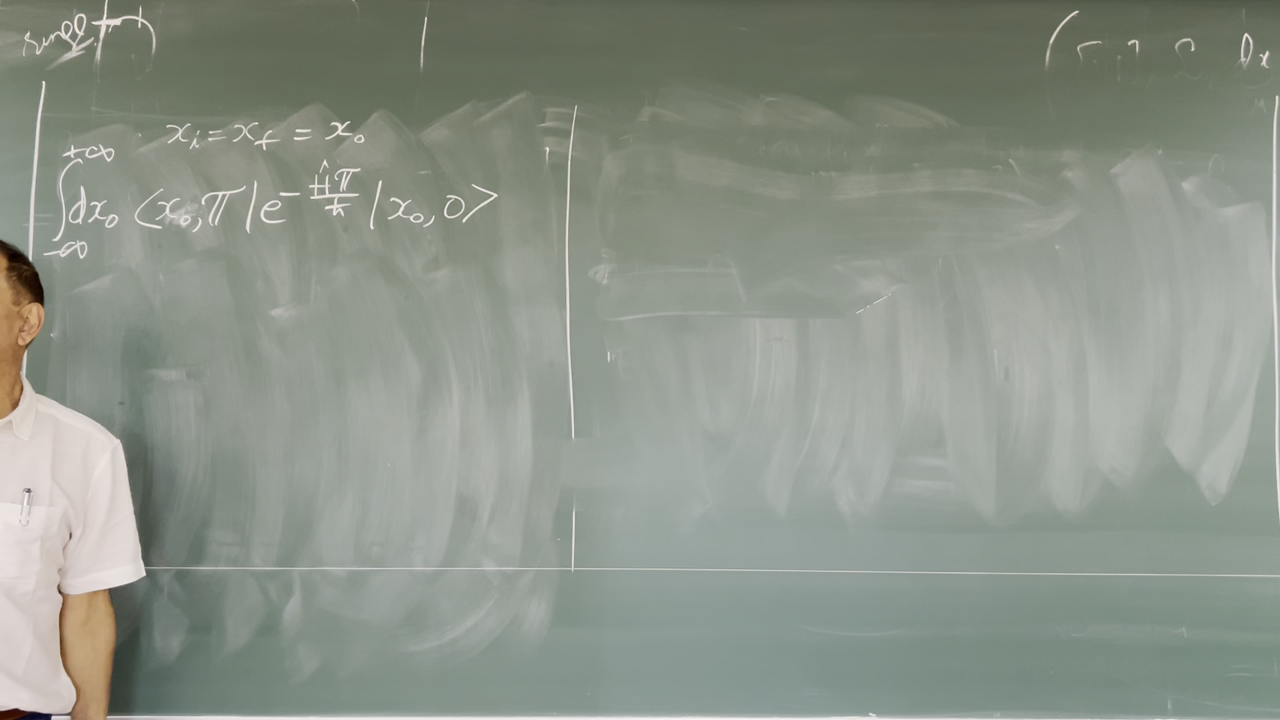 x_i = x_f = x_0
∫_{-∞}^{+∞} dx_0 ⟨x_0, π | e^{-Ĥπ/ħ} | x_0, 0⟩